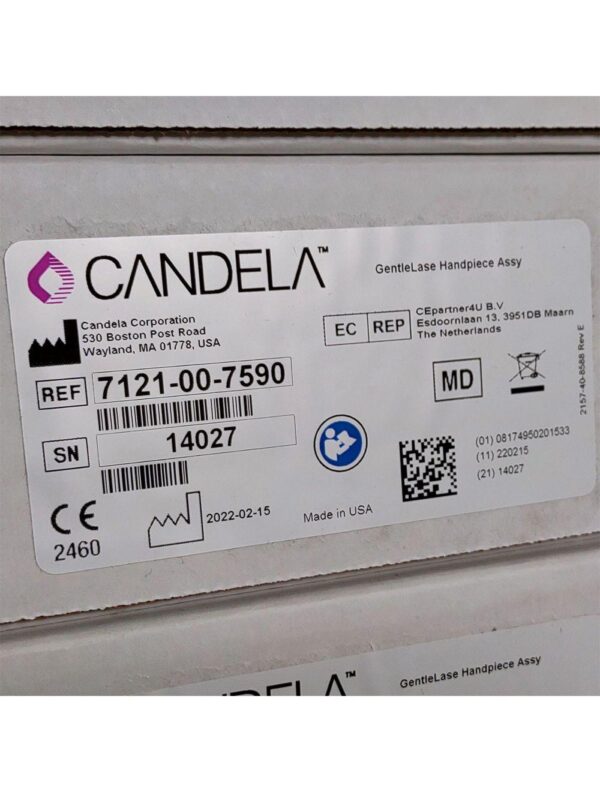 CANDELA™
GentleLase Handpiece Assy
Candela Corporation
530 Boston Post Road
Wayland, MA 01778, USA
EC REP
CEpartner4U B.V
Esdoornlaan 13, 3951DB Maarn
The Netherlands
REF 7121-00-7590
MD
2157-40-8588 Rev E
SN 14027
(01) 08174950201533
(11) 220215
(21) 14027
CE
2460
2022-02-15
Made in USA
CANDELA™
GentleLase Handpiece Assy